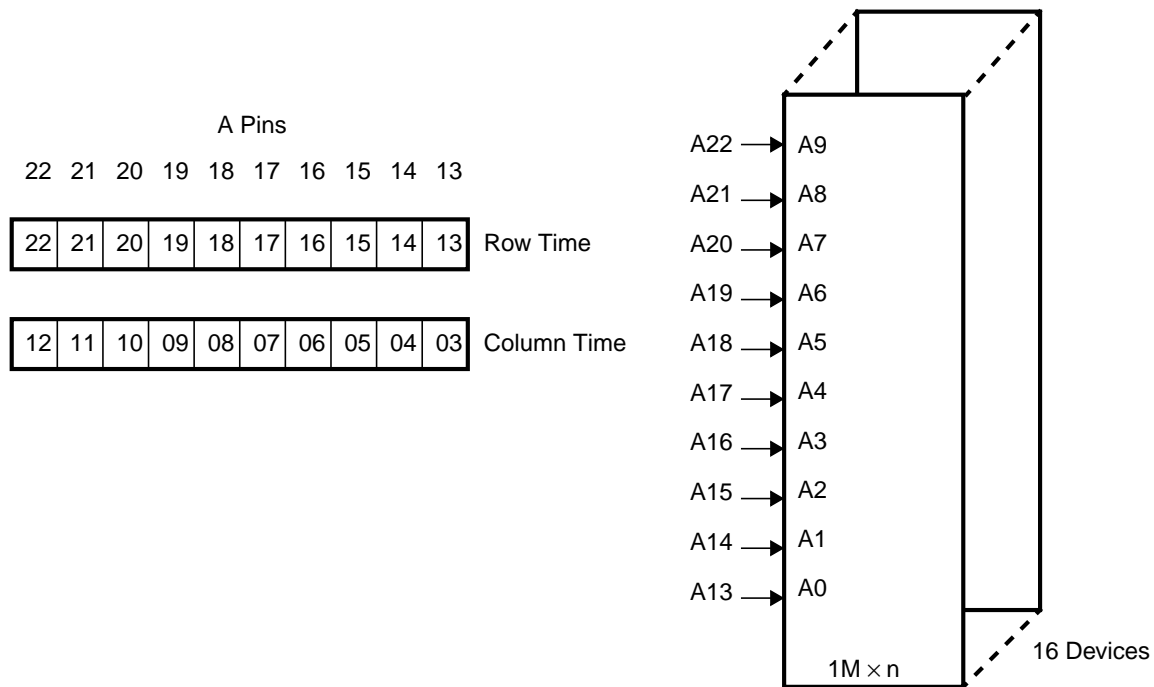 A Pins
22 21 20 19 18 17 16 15 14 13
22 21 20 19 18 17 16 15 14 13 Row Time
12 11 10 09 08 07 06 05 04 03 Column Time
A22 A9
A21 A8
A20 A7
A19 A6
A18 A5
A17 A4
A16 A3
A15 A2
A14 A1
A13 A0
1M × n
16 Devices